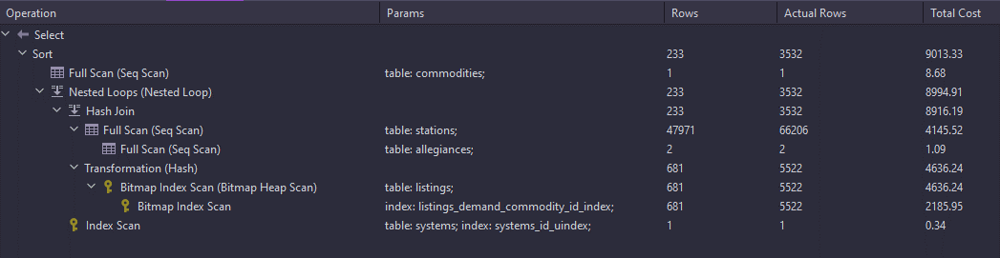 Operation Params Rows Actual Rows Total Cost
Select
Sort 233 3532 9013.33
Full Scan (Seq Scan) table: commodities; 1 1 8.68
Nested Loops (Nested Loop) 233 3532 8994.91
Hash Join 233 3532 8916.19
Full Scan (Seq Scan) table: stations; 47971 66206 4145.52
Full Scan (Seq Scan) table: allegiances; 2 2 1.09
Transformation (Hash) 681 5522 4636.24
Bitmap Index Scan (Bitmap Heap Scan) table: listings; 681 5522 4636.24
Bitmap Index Scan index: listings_demand_commodity_id_index; 681 5522 2185.95
Index Scan table: systems; index: systems_id_uindex; 1 1 0.34